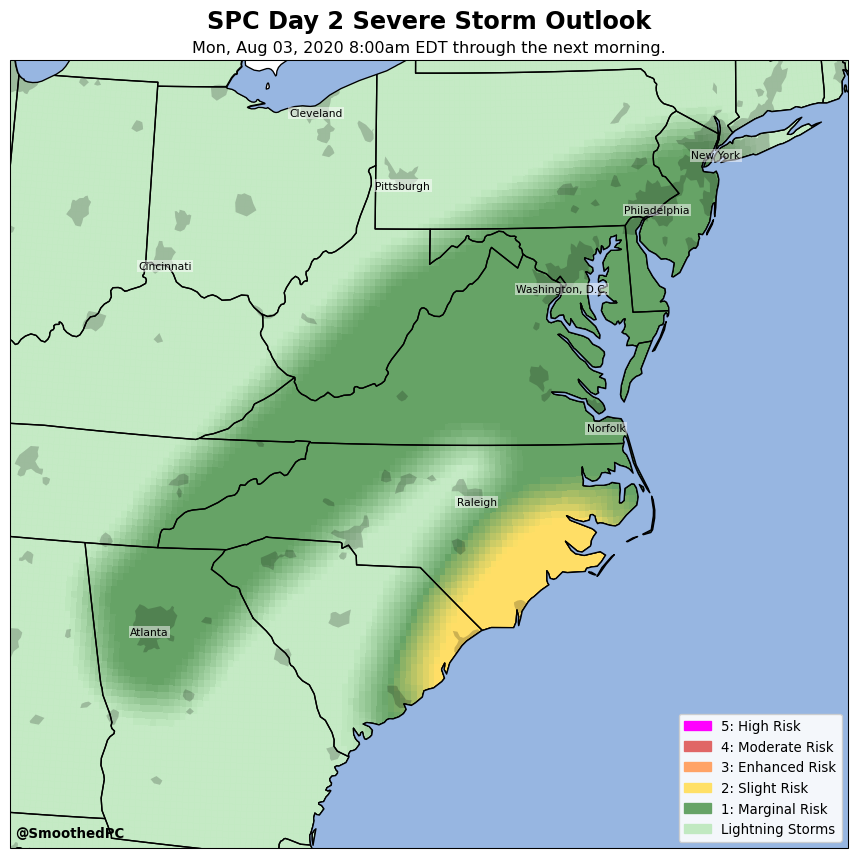 SPC Day 2 Severe Storm Outlook
Mon, Aug 03, 2020 8:00am EDT through the next morning.
Cleveland
New York
Pittsburgh
Philadelphia
Cincinnati
Washington, D.C.
Norfolk
Raleigh
Atlanta
5: High Risk
4: Moderate Risk
3: Enhanced Risk
2: Slight Risk
1: Marginal Risk
Lightning Storms
@SmoothedPC